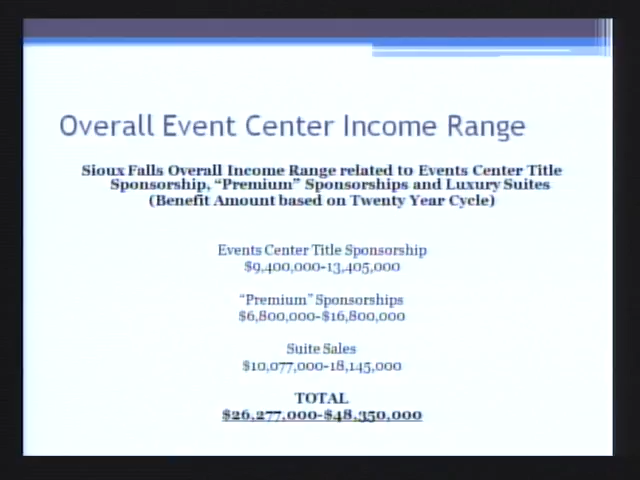 Overall Event Center Income Range
Sioux Falls Overall Income Range related to Events Center Title
Sponsorship, “Premium” Sponsorships and Luxury Suites
(Benefit Amount based on Twenty Year Cycle)
Events Center Title Sponsorship
$9,400,000-13,405,000
“Premium” Sponsorships
$6,800,000-$16,800,000
Suite Sales
$10,077,000-18,145,000
TOTAL
$26,277,000-$48,350,000